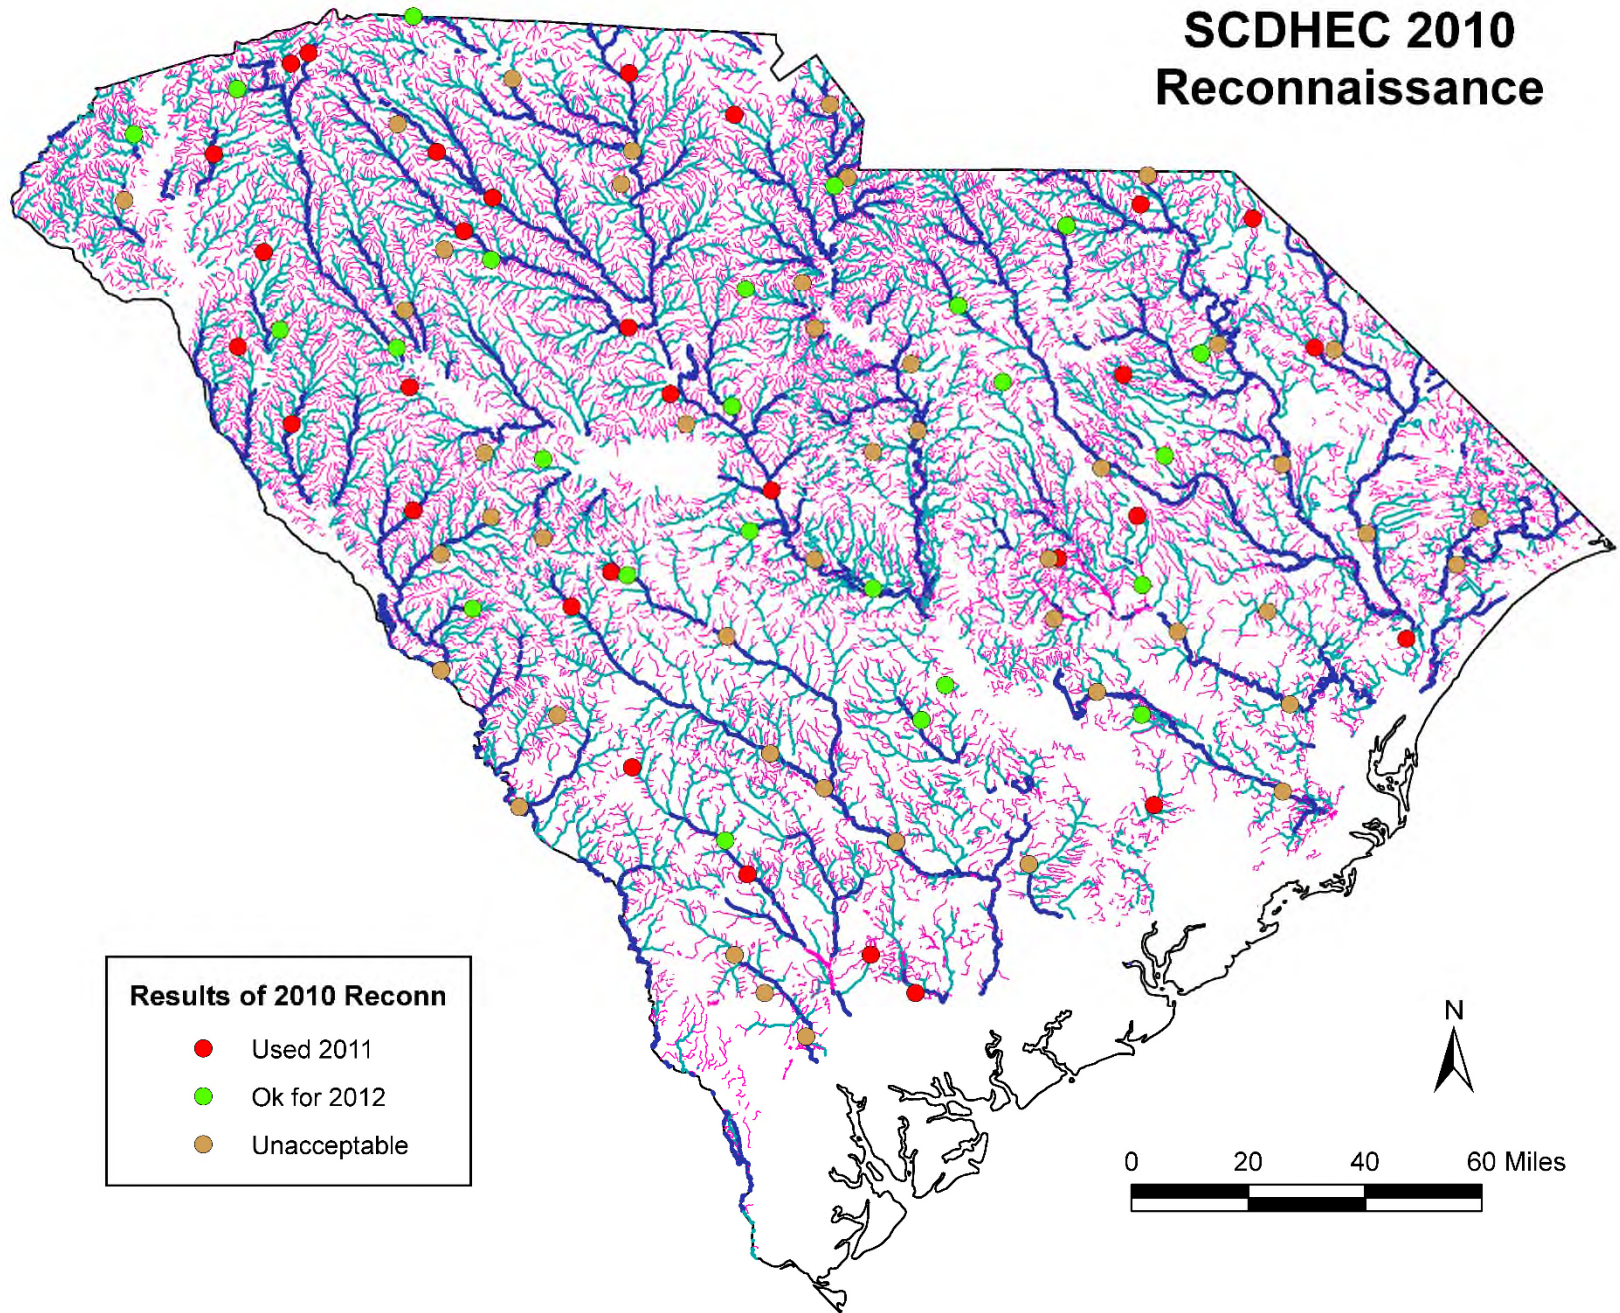 SCDHEC 2010
Reconnaissance
Results of 2010 Reconn
Used 2011
Ok for 2012
Unacceptable
N
0 20 40 60 Miles